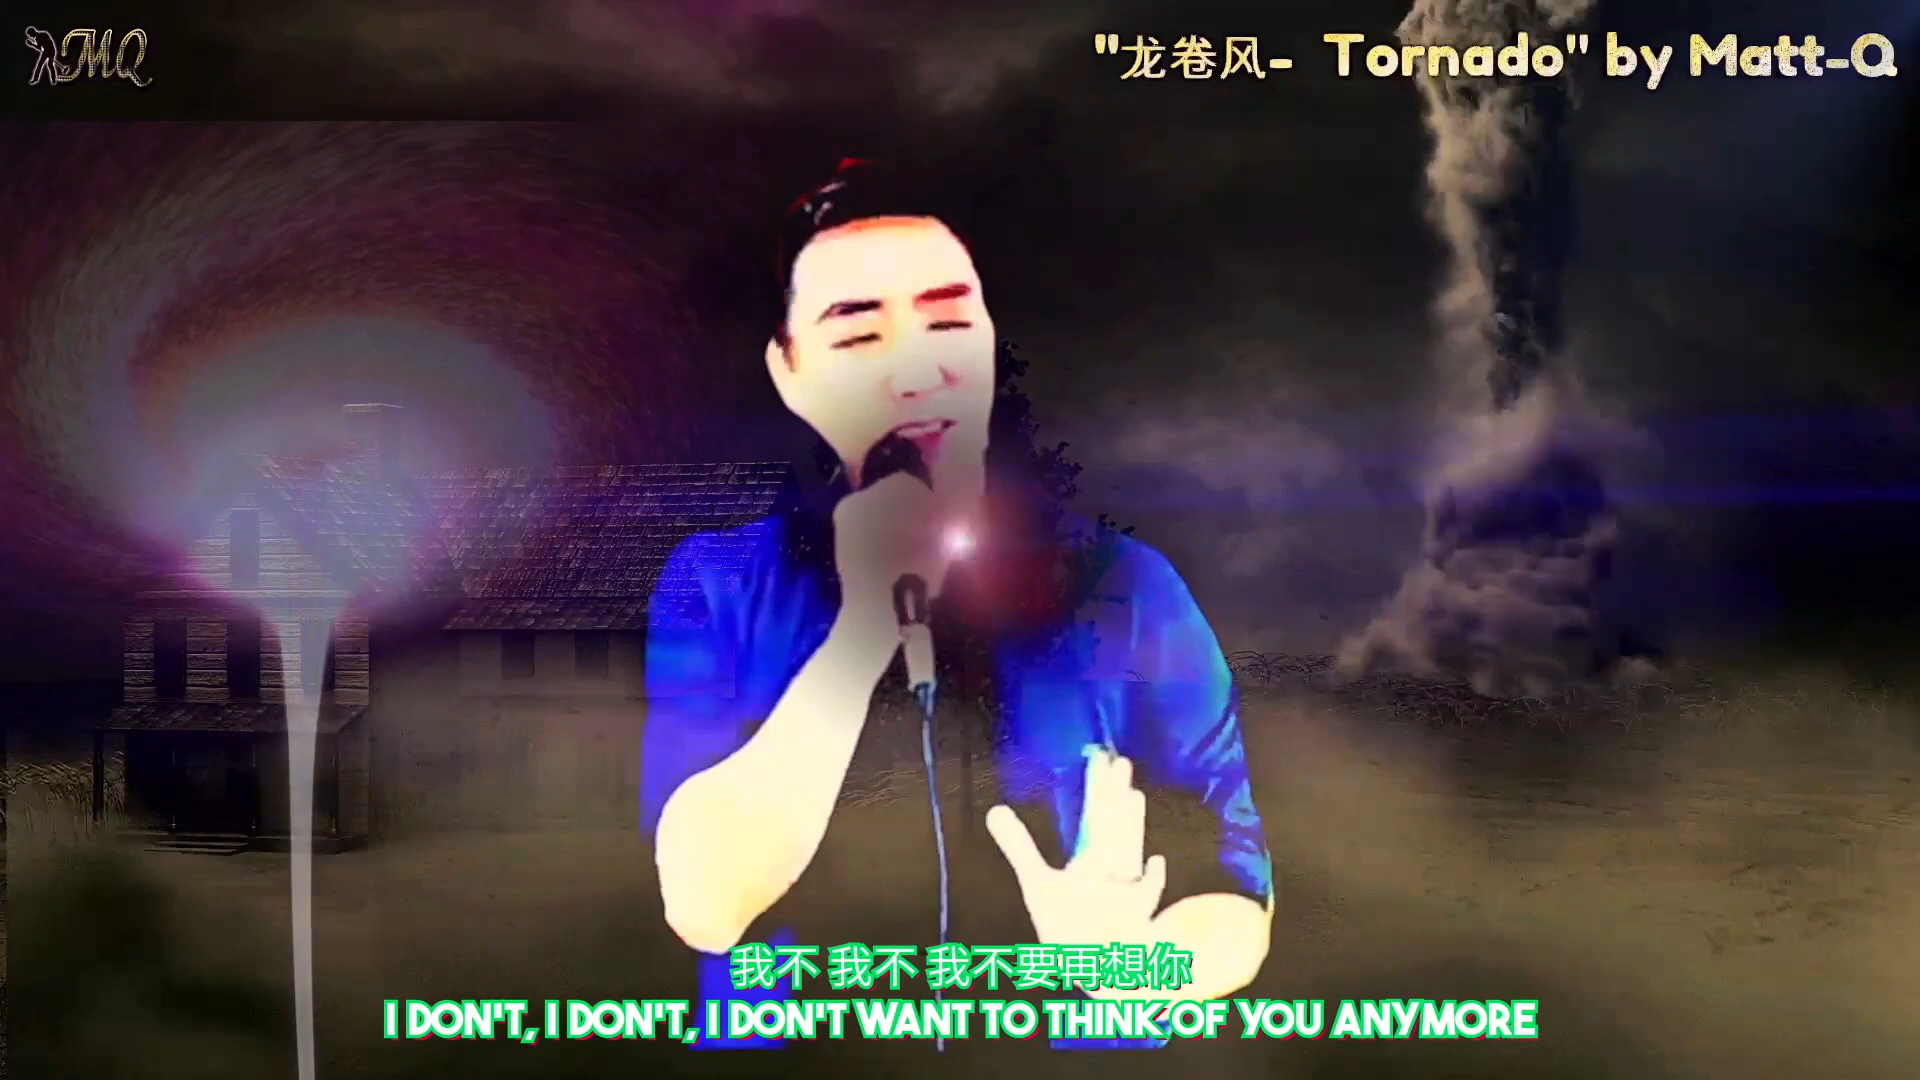 MQ
"龙卷风- Tornado" by Matt-Q
我不 我不 我不要再想你
I DON'T, I DON'T, I DON'T WANT TO THINK OF YOU ANYMORE